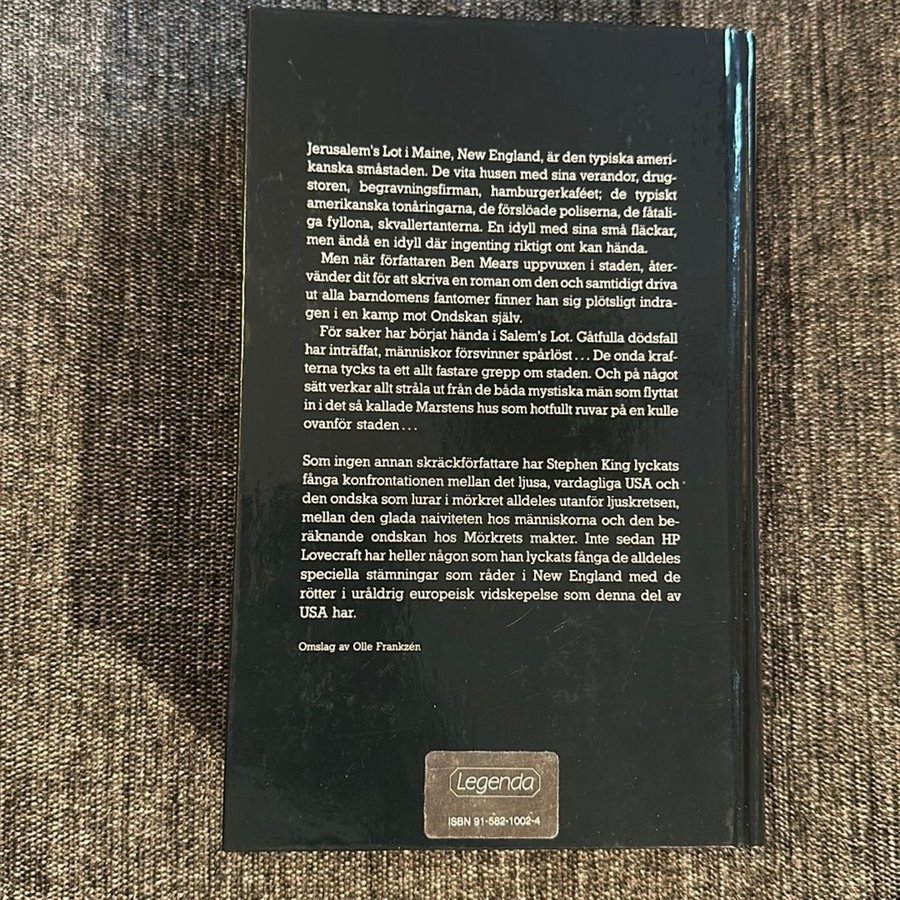 Jerusalem's Lot i Maine, New England, är den typiska ameri-
kanska småstaden. De vita husen med sina verandor, drug-
storen, begravningsfirman, hamburgerkaféet; de typiskt
amerikanska tonåringarna, de förslöade poliserna, de fåtali-
ga fyllona, skvallertanterna. En idyll med sina små fläckar,
men ändå en idyll där ingenting riktigt ont kan hända.
Men när författaren Ben Mears uppvuxen i staden, åter-
vänder dit för att skriva en roman om den och samtidigt driva
ut alla barndomens fantomer finner han sig plötsligt indra-
gen i en kamp mot Ondskan själv.
För saker har börjat hända i Salem's Lot. Gåtfulla dödsfall
har inträffat, människor försvinner spårlöst... De onda kraf-
terna tycks ta ett allt fastare grepp om staden. Och på något
sätt verkar allt stråla ut från de båda mystiska män som flyttat
in i det så kallade Marstens hus som hotfullt ruvar på en kulle
ovanför staden...
Som ingen annan skräckförfattare har Stephen King lyckats
fånga konfrontationen mellan det ljusa, vardagliga USA och
den ondska som lurar i mörkret alldeles utanför ljuskretsen,
mellan den glada naiviteten hos människorna och den be-
räknande ondskan hos Mörkrets makter. Inte sedan HP
Lovecraft har heller någon som han lyckats fånga de alldeles
speciella stämningar som råder i New England med de
rötter i uråldrig europeisk vidskepelse som denna del av
USA har.
Omslag av Olle Frankzén
Legenda
ISBN 91-582-1002-4